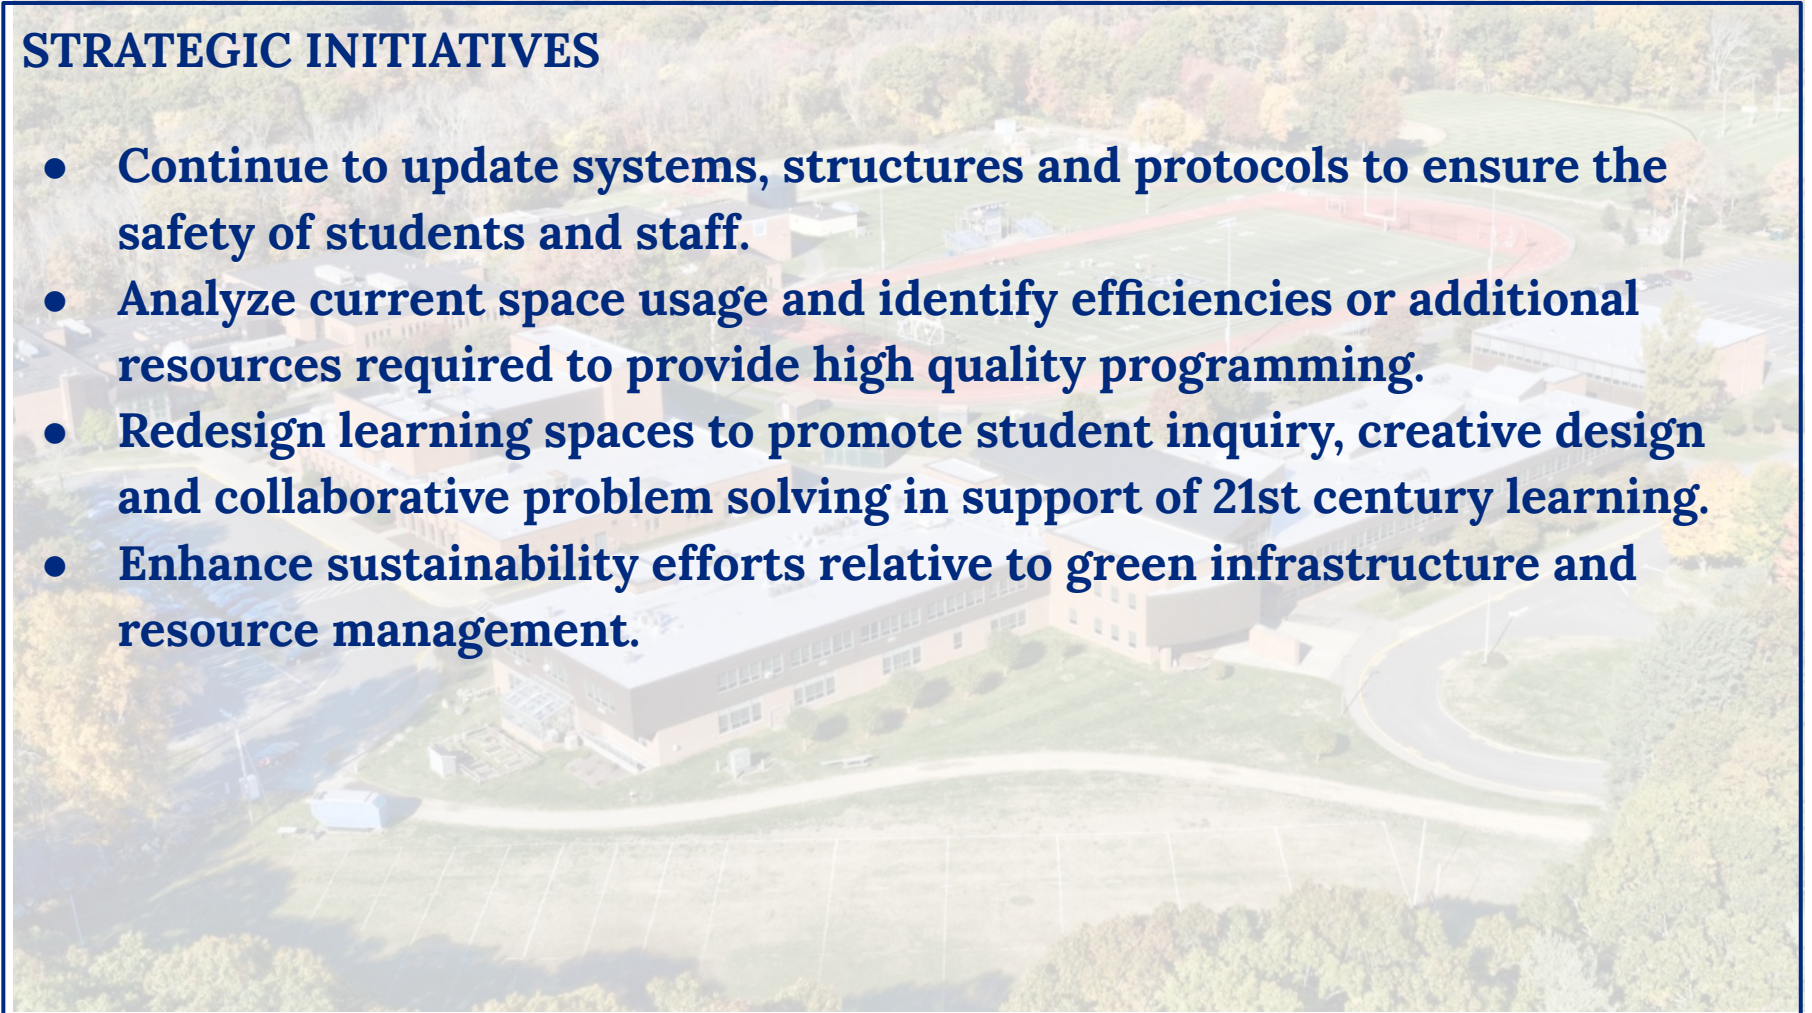 STRATEGIC INITIATIVES
● Continue to update systems, structures and protocols to ensure the
safety of students and staff.
● Analyze current space usage and identify efficiencies or additional
resources required to provide high quality programming.
● Redesign learning spaces to promote student inquiry, creative design
and collaborative problem solving in support of 21st century learning.
● Enhance sustainability efforts relative to green infrastructure and
resource management.